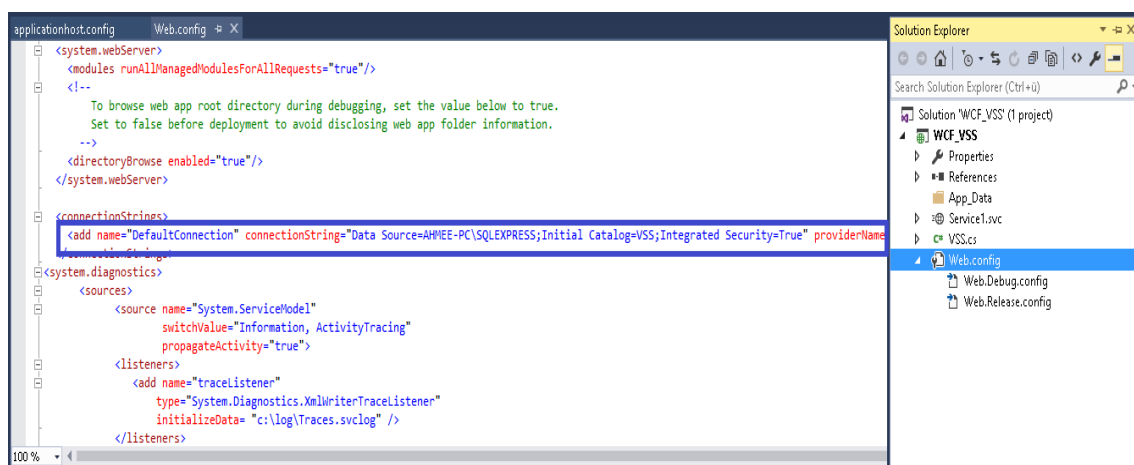 applicationhost.config Web.config
<system.webServer>
<modules runAllManagedModulesForAllRequests="true"/>
<!--
To browse web app root directory during debugging, set the value below to true.
Set to false before deployment to avoid disclosing web app folder information.
-->
<directoryBrowse enabled="true"/>
</system.webServer>
<connectionStrings>
<add name="DefaultConnection" connectionString="Data Source=AHMEE-PC\SQLEXPRESS;Initial Catalog=VSS;Integrated Security=True" providerName
</connectionStrings>
<system.diagnostics>
<sources>
<source name="System.ServiceModel"
switchValue="Information, ActivityTracing"
propagateActivity="true">
<listeners>
<add name="traceListener"
type="System.Diagnostics.XmlWriterTraceListener"
initializeData= "c:\log\Traces.svclog" />
</listeners>
100 %
Solution Explorer
Search Solution Explorer (Ctrl+ü)
Solution 'WCF_VSS' (1 project)
WCF_VSS
Properties
References
App_Data
Service1.svc
C# VSS.cs
Web.config
Web.Debug.config
Web.Release.config